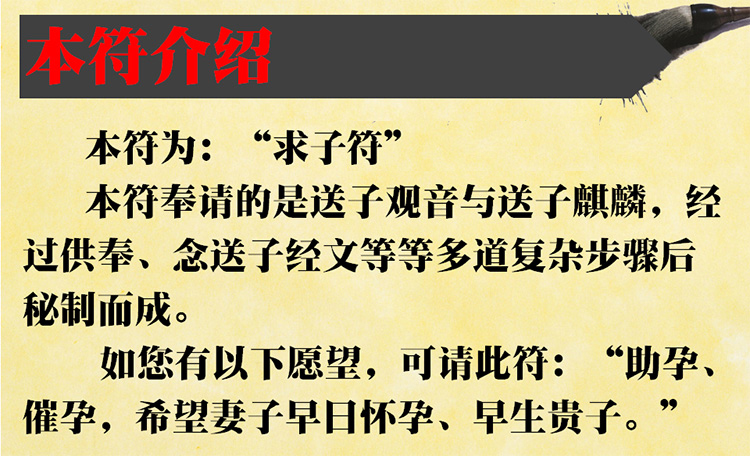 本符介绍
本符为：“求子符”
本符奉请的是送子观音与送子麒麟，经
过供奉、念送子经文等等多道复杂步骤后
秘制而成。
如您有以下愿望，可请此符：“助孕、
催孕，希望妻子早日怀孕、早生贵子。”